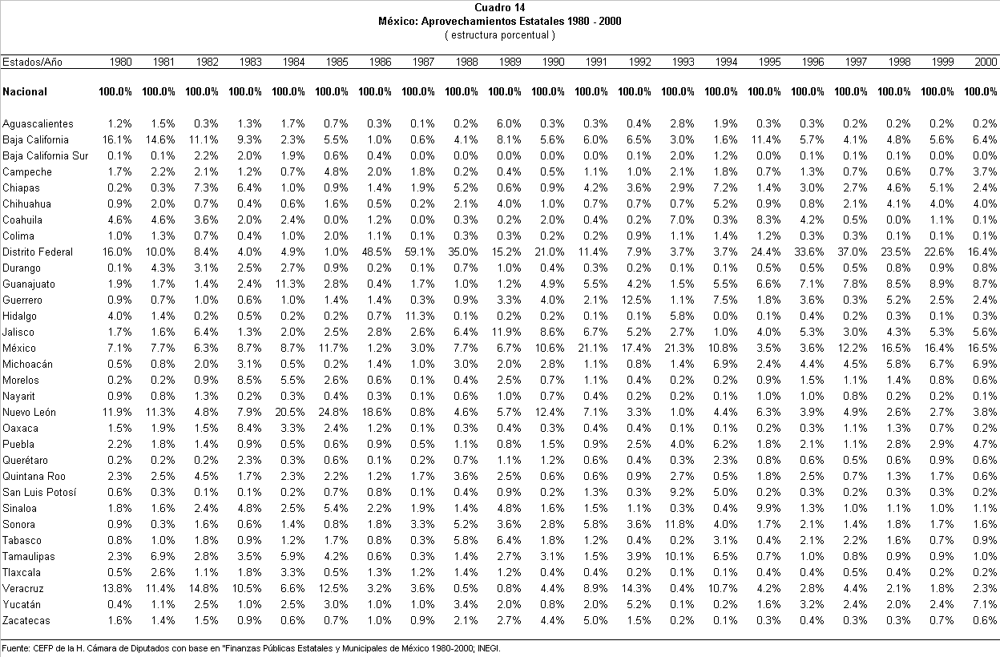 Cuadro 14
México: Aprovechamientos Estatales 1980 - 2000
( estructura porcentual )
Estados/Año 1980 1981 1982 1983 1984 1985 1986 1987 1988 1989 1990 1991 1992 1993 1994 1995 1996 1997 1998 1999 2000
Nacional 100.0% 100.0% 100.0% 100.0% 100.0% 100.0% 100.0% 100.0% 100.0% 100.0% 100.0% 100.0% 100.0% 100.0% 100.0% 100.0% 100.0% 100.0% 100.0% 100.0% 100.0%
Aguascalientes 1.2% 1.5% 0.3% 1.3% 1.7% 0.7% 0.3% 0.1% 0.2% 6.0% 0.3% 0.3% 0.4% 2.8% 1.9% 0.3% 0.3% 0.2% 0.2% 0.2% 0.2%
Baja California 16.1% 14.6% 11.1% 9.3% 2.3% 5.5% 1.0% 0.6% 4.1% 8.1% 5.6% 6.0% 6.5% 3.0% 1.6% 11.4% 5.7% 4.1% 4.8% 5.6% 6.4%
Baja California Sur 0.1% 0.1% 2.2% 2.0% 1.9% 0.6% 0.4% 0.0% 0.0% 0.0% 0.0% 0.0% 0.1% 2.0% 1.2% 0.0% 0.1% 0.1% 0.1% 0.0% 0.0%
Campeche 1.7% 2.2% 2.1% 1.2% 0.7% 4.8% 2.0% 1.8% 0.2% 0.4% 0.5% 1.1% 1.0% 2.1% 1.8% 0.7% 1.3% 0.7% 0.6% 0.7% 3.7%
Chiapas 0.2% 0.3% 7.3% 6.4% 1.0% 0.9% 1.4% 1.9% 5.2% 0.6% 0.9% 4.2% 3.6% 2.9% 7.2% 1.4% 3.0% 2.7% 4.6% 5.1% 2.4%
Chihuahua 0.9% 2.0% 0.7% 0.4% 0.6% 1.6% 0.5% 0.2% 2.1% 4.0% 1.0% 0.7% 0.7% 0.7% 5.2% 0.9% 0.8% 2.1% 4.1% 4.0% 4.0%
Coahuila 4.6% 4.6% 3.6% 2.0% 2.4% 0.0% 1.2% 0.0% 0.3% 0.2% 2.0% 0.4% 0.2% 7.0% 0.3% 8.3% 4.2% 0.5% 0.0% 1.1% 0.1%
Colima 1.0% 1.3% 0.7% 0.4% 1.0% 2.0% 1.1% 0.1% 0.3% 0.3% 0.2% 0.2% 0.9% 1.1% 1.4% 1.2% 0.3% 0.3% 0.1% 0.1% 0.1%
Distrito Federal 16.0% 10.0% 8.4% 4.0% 4.9% 1.0% 48.5% 59.1% 35.0% 15.2% 21.0% 11.4% 7.9% 3.7% 3.7% 24.4% 33.6% 37.0% 23.5% 22.6% 16.4%
Durango 0.1% 4.3% 3.1% 2.5% 2.7% 0.9% 0.2% 0.1% 0.7% 1.0% 0.4% 0.3% 0.2% 0.1% 0.1% 0.5% 0.5% 0.5% 0.8% 0.9% 0.8%
Guanajuato 1.9% 1.7% 1.4% 2.4% 11.3% 2.8% 0.4% 1.7% 1.0% 1.2% 4.9% 5.5% 4.2% 1.5% 5.5% 6.6% 7.1% 7.8% 8.5% 8.9% 8.7%
Guerrero 0.9% 0.7% 1.0% 0.6% 1.0% 1.4% 1.4% 0.3% 0.9% 3.3% 4.0% 2.1% 12.5% 1.1% 7.5% 1.8% 3.6% 0.3% 5.2% 2.5% 2.4%
Hidalgo 4.0% 1.4% 0.2% 0.5% 0.2% 0.2% 0.7% 11.3% 0.1% 0.2% 0.2% 0.1% 0.1% 5.8% 0.0% 0.1% 0.4% 0.2% 0.3% 0.1% 0.3%
Jalisco 1.7% 1.6% 6.4% 1.3% 2.0% 2.5% 2.8% 2.6% 6.4% 11.9% 8.6% 6.7% 5.2% 2.7% 1.0% 4.0% 5.3% 3.0% 4.3% 5.3% 5.6%
México 7.1% 7.7% 6.3% 8.7% 8.7% 11.7% 1.2% 3.0% 7.7% 6.7% 10.6% 21.1% 17.4% 21.3% 10.8% 3.5% 3.6% 12.2% 16.5% 16.4% 16.5%
Michoacán 0.5% 0.8% 2.0% 3.1% 0.5% 0.2% 1.4% 1.0% 3.0% 2.0% 2.8% 1.1% 0.8% 1.4% 6.9% 2.4% 4.4% 4.5% 5.8% 6.7% 6.9%
Morelos 0.2% 0.2% 0.9% 8.5% 5.5% 2.6% 0.6% 0.1% 0.4% 2.5% 0.7% 1.1% 0.4% 0.2% 0.2% 0.9% 1.5% 1.1% 1.4% 0.8% 0.6%
Nayarit 0.9% 0.8% 1.3% 0.2% 0.3% 0.4% 0.3% 0.1% 0.6% 1.0% 0.7% 0.4% 0.2% 0.2% 0.1% 1.0% 1.0% 0.8% 0.2% 0.2% 0.1%
Nuevo León 11.9% 11.3% 4.8% 7.9% 20.5% 24.8% 18.6% 0.8% 4.6% 5.7% 12.4% 7.1% 3.3% 1.0% 4.4% 6.3% 3.9% 4.9% 2.6% 2.7% 3.8%
Oaxaca 1.5% 1.9% 1.5% 8.4% 3.3% 2.4% 1.2% 0.1% 0.3% 0.4% 0.3% 0.4% 0.4% 0.1% 0.1% 0.2% 0.3% 1.1% 1.3% 0.7% 0.2%
Puebla 2.2% 1.8% 1.4% 0.9% 0.5% 0.6% 0.9% 0.5% 1.1% 0.8% 1.5% 0.9% 2.5% 4.0% 6.2% 1.8% 2.1% 1.1% 2.8% 2.9% 4.7%
Querétaro 0.2% 0.2% 0.2% 2.3% 0.3% 0.6% 0.1% 0.2% 0.7% 1.1% 1.2% 0.6% 0.4% 0.3% 2.3% 0.8% 0.6% 0.5% 0.6% 0.9% 0.6%
Quintana Roo 2.3% 2.5% 4.5% 1.7% 2.3% 2.2% 1.2% 1.7% 3.6% 2.5% 0.6% 0.6% 0.9% 2.7% 0.5% 1.8% 2.5% 0.7% 1.3% 1.7% 0.6%
San Luis Potosí 0.6% 0.3% 0.1% 0.1% 0.2% 0.7% 0.8% 0.1% 0.4% 0.9% 0.2% 1.3% 0.3% 9.2% 5.0% 0.2% 0.3% 0.2% 0.3% 0.3% 0.2%
Sinaloa 1.8% 1.6% 2.4% 4.8% 2.5% 5.4% 2.2% 1.9% 1.4% 4.8% 1.6% 1.5% 1.1% 0.3% 0.4% 9.9% 1.3% 1.0% 1.1% 1.0% 1.1%
Sonora 0.9% 0.3% 1.6% 0.6% 1.4% 0.8% 1.8% 3.3% 5.2% 3.6% 2.8% 5.8% 3.6% 11.8% 4.0% 1.7% 2.1% 1.4% 1.8% 1.7% 1.6%
Tabasco 0.8% 1.0% 1.8% 0.9% 1.2% 1.7% 0.8% 0.3% 5.8% 6.4% 1.8% 1.2% 0.4% 0.2% 3.1% 0.4% 2.1% 2.2% 1.6% 0.7% 0.9%
Tamaulipas 2.3% 6.9% 2.8% 3.5% 5.9% 4.2% 0.6% 0.3% 1.4% 2.7% 3.1% 1.5% 3.9% 10.1% 6.5% 0.7% 1.0% 0.8% 0.9% 0.9% 1.0%
Tlaxcala 0.5% 2.6% 1.1% 1.8% 3.3% 0.5% 1.3% 1.2% 1.4% 1.2% 0.4% 0.4% 0.2% 0.1% 0.1% 0.4% 0.4% 0.5% 0.4% 0.2% 0.2%
Veracruz 13.8% 11.4% 14.8% 10.5% 6.6% 12.5% 3.2% 3.6% 0.5% 0.8% 4.4% 8.9% 14.3% 0.4% 10.7% 4.2% 2.8% 4.4% 2.1% 1.8% 2.3%
Yucatán 0.4% 1.1% 2.5% 1.0% 2.5% 3.0% 1.0% 1.0% 3.4% 2.0% 0.8% 2.0% 5.2% 0.1% 0.2% 1.6% 3.2% 2.4% 2.0% 2.4% 7.1%
Zacatecas 1.6% 1.4% 1.5% 0.9% 0.6% 0.7% 1.0% 0.9% 2.1% 2.7% 4.4% 5.0% 1.5% 0.2% 0.1% 0.3% 0.4% 0.3% 0.3% 0.7% 0.6%
Fuente: CEFP de la H. Cámara de Diputados con base en "Finanzas Públicas Estatales y Municipales de México 1980-2000; INEGI.